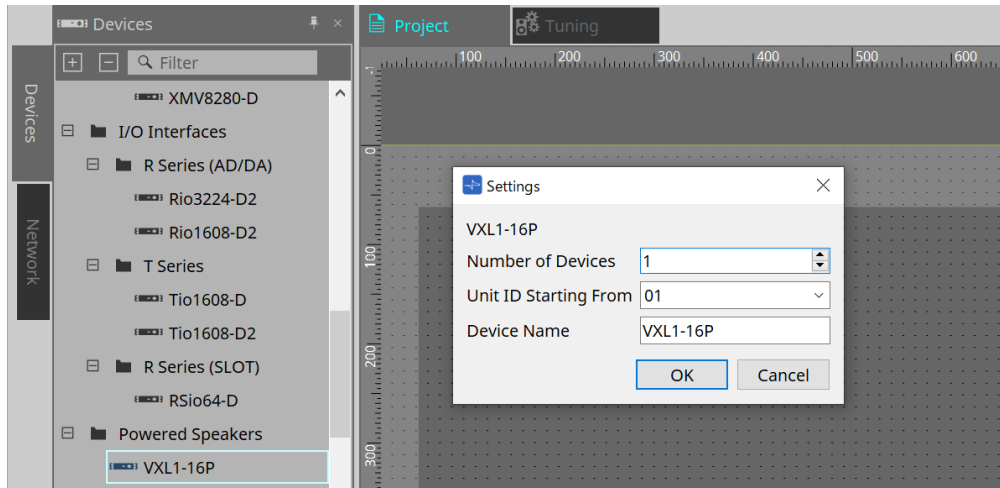 Devices
Project
Tuning
Filter
100 200 300 400 500 600
-1
0
100
200
300
Devices
Network
XMV8280-D
I/O Interfaces
R Series (AD/DA)
Rio3224-D2
Rio1608-D2
T Series
Tio1608-D
Tio1608-D2
R Series (SLOT)
RSio64-D
Powered Speakers
VXL1-16P
Settings
VXL1-16P
Number of Devices 1
Unit ID Starting From 01
Device Name VXL1-16P
OK Cancel